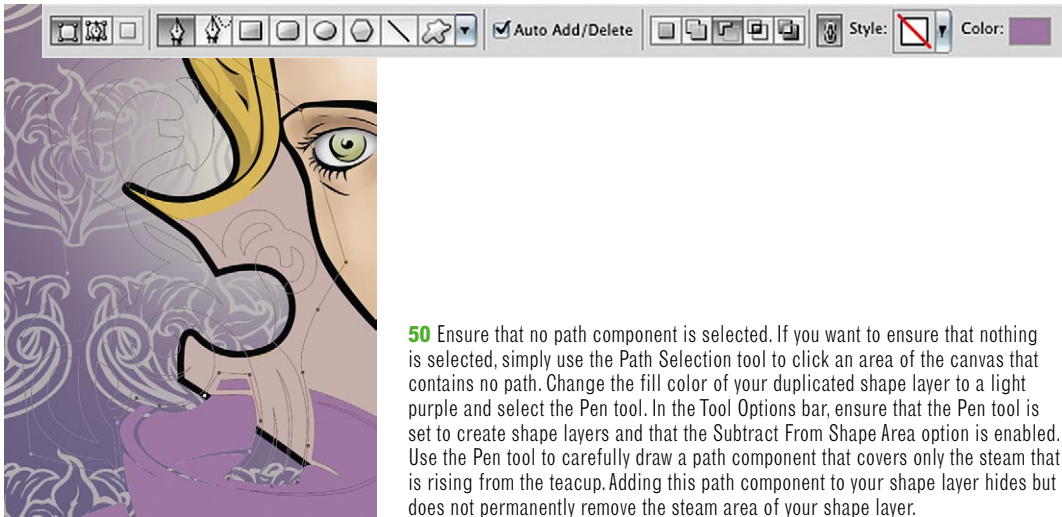 Auto Add/Delete Style: Color:
50 Ensure that no path component is selected. If you want to ensure that nothing
is selected, simply use the Path Selection tool to click an area of the canvas that
contains no path. Change the fill color of your duplicated shape layer to a light
purple and select the Pen tool. In the Tool Options bar, ensure that the Pen tool is
set to create shape layers and that the Subtract From Shape Area option is enabled.
Use the Pen tool to carefully draw a path component that covers only the steam that
is rising from the teacup. Adding this path component to your shape layer hides but
does not permanently remove the steam area of your shape layer.